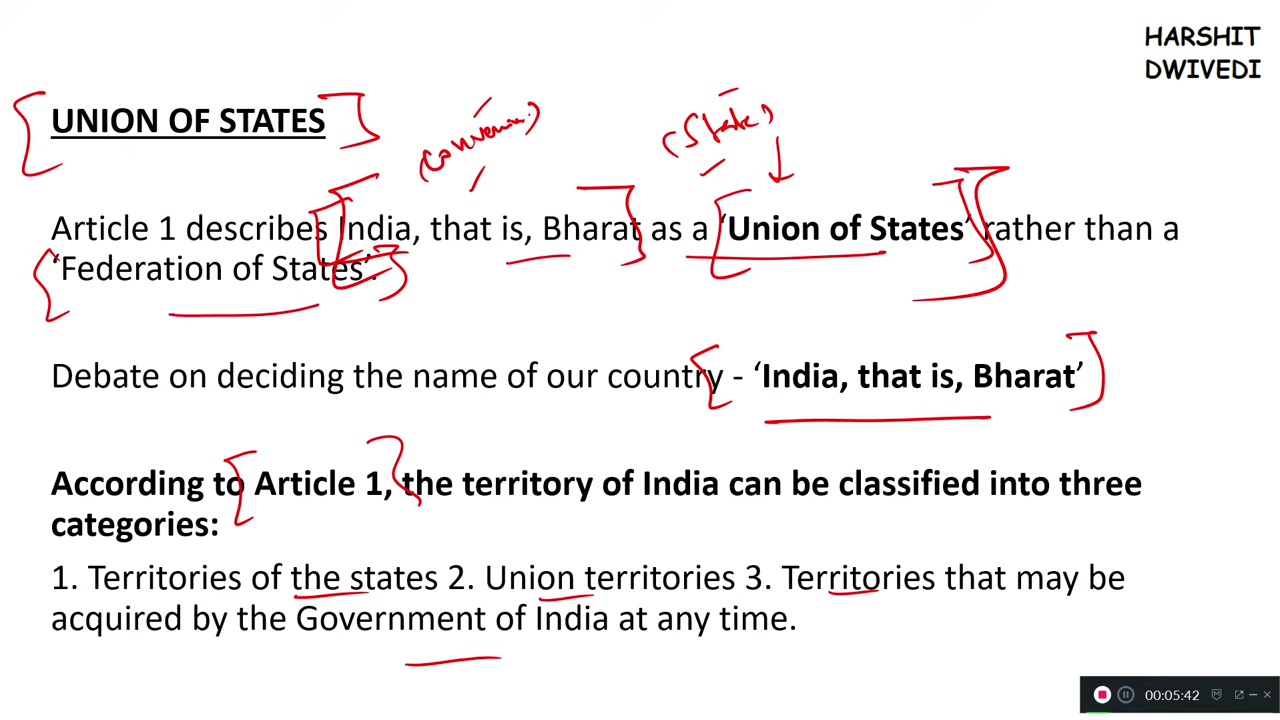 HARSHIT
DWIVEDI
UNION OF STATES
(State)
Article 1 describes India, that is, Bharat as a ‘Union of States’ rather than a
‘Federation of States’.
Debate on deciding the name of our country - ‘India, that is, Bharat’
According to Article 1, the territory of India can be classified into three
categories:
1. Territories of the states 2. Union territories 3. Territories that may be
acquired by the Government of India at any time.
00:05:42